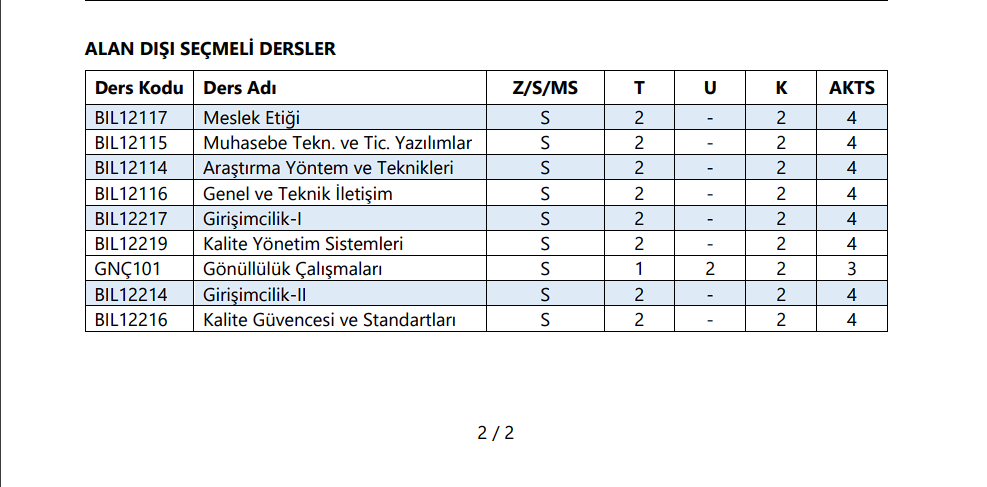 ALAN DIŞI SEÇMELİ DERSLER
Ders Kodu Ders Adı Z/S/MS T U K AKTS
BIL12117 Meslek Etiği S 2 - 2 4
BIL12115 Muhasebe Tekn. ve Tic. Yazılımlar S 2 - 2 4
BIL12114 Araştırma Yöntem ve Teknikleri S 2 - 2 4
BIL12116 Genel ve Teknik İletişim S 2 - 2 4
BIL12217 Girişimcilik-I S 2 - 2 4
BIL12219 Kalite Yönetim Sistemleri S 2 - 2 4
GNÇ101 Gönüllülük Çalışmaları S 1 2 2 3
BIL12214 Girişimcilik-II S 2 - 2 4
BIL12216 Kalite Güvencesi ve Standartları S 2 - 2 4
2 / 2